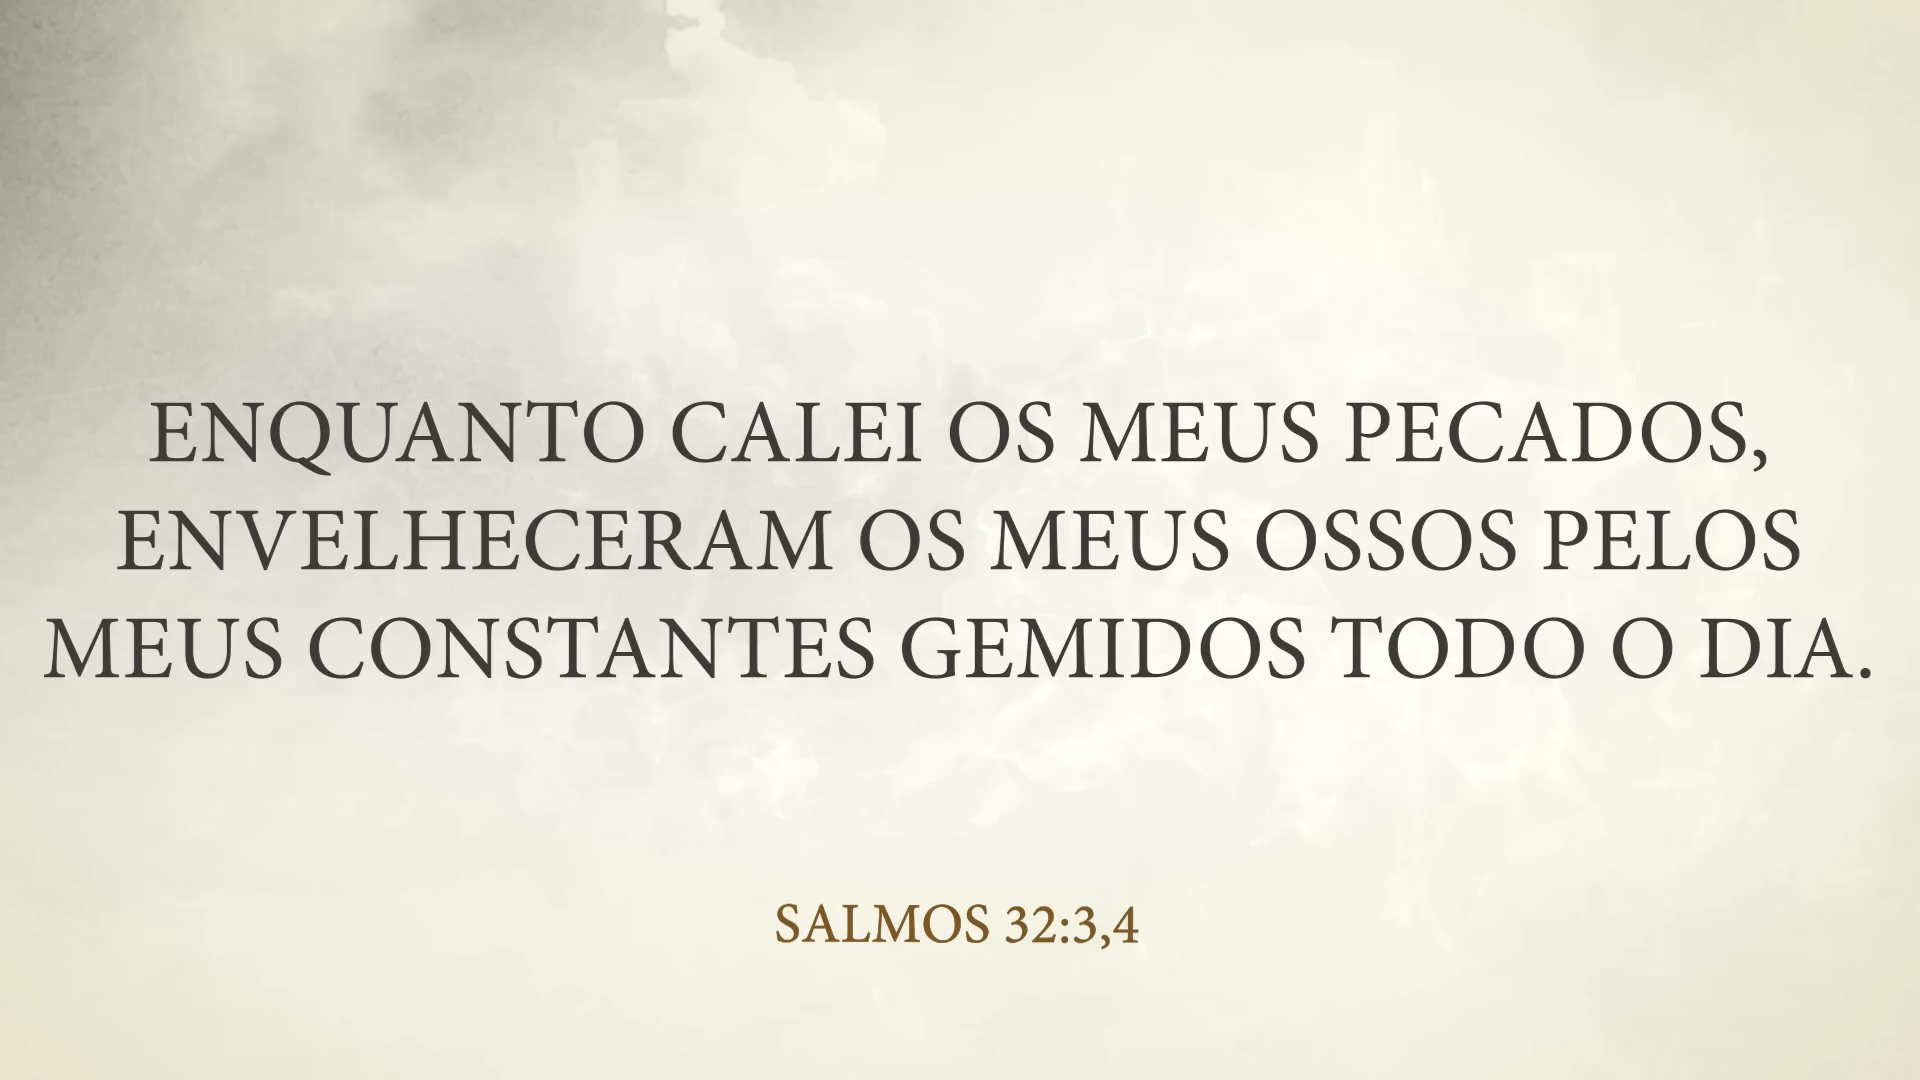 ENQUANTO CALEI OS MEUS PECADOS,
ENVELHECERAM OS MEUS OSSOS PELOS
MEUS CONSTANTES GEMIDOS TODO O DIA.
SALMOS 32:3,4